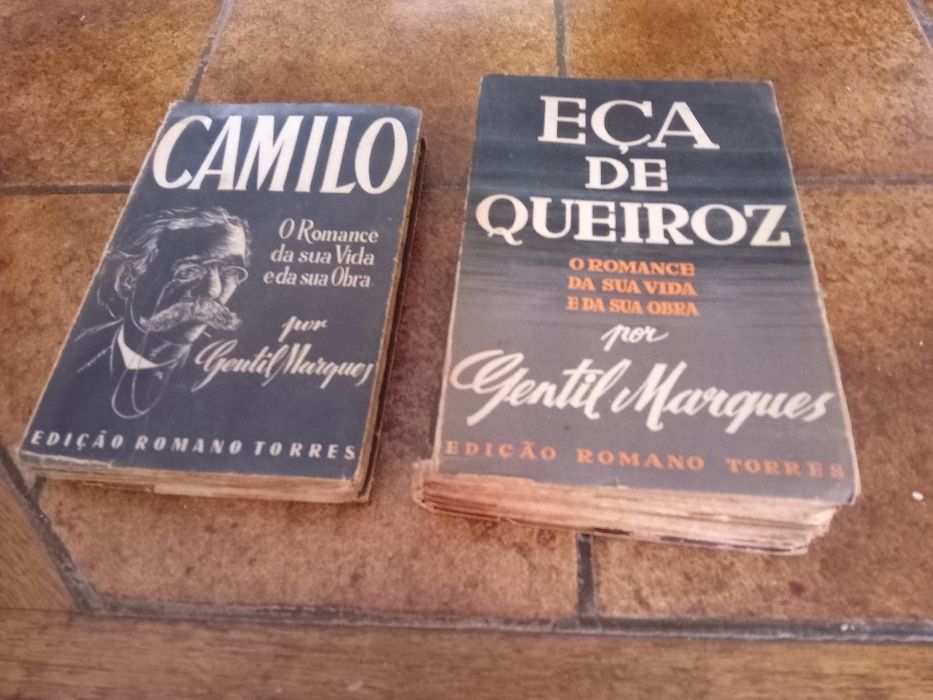 CAMILO
O Romance
da sua Vida
e da sua Obra
por
Gentil Marques
EDIÇÃO ROMANO TORRES
EÇA
DE
QUEIROZ
O ROMANCE
DA SUA VIDA
E DA SUA OBRA
por
Gentil Marques
EDIÇÃO ROMANO TORRES